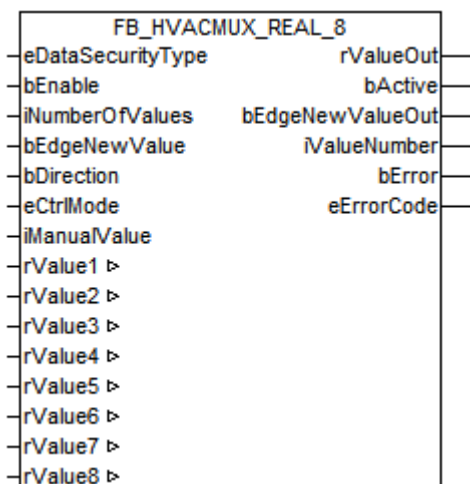 FB_HVACMUX_REAL_8
eDataSecurityType rValueOut
bEnable bActive
iNumberOfValues bEdgeNewValueOut
bEdgeNewValue iValueNumber
bDirection bError
eCtrlMode eErrorCode
iManualValue
rValue1
rValue2
rValue3
rValue4
rValue5
rValue6
rValue7
rValue8